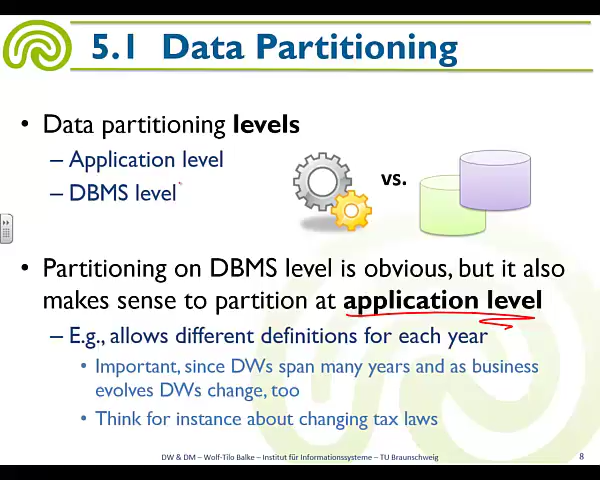 5.1 Data Partitioning
• Data partitioning levels
– Application level
– DBMS level
vs.
• Partitioning on DBMS level is obvious, but it also
makes sense to partition at application level
– E.g., allows different definitions for each year
• Important, since DWs span many years and as business
evolves DWs change, too
• Think for instance about changing tax laws
DW & DM – Wolf-Tilo Balke – Institut für Informationssysteme – TU Braunschweig
8